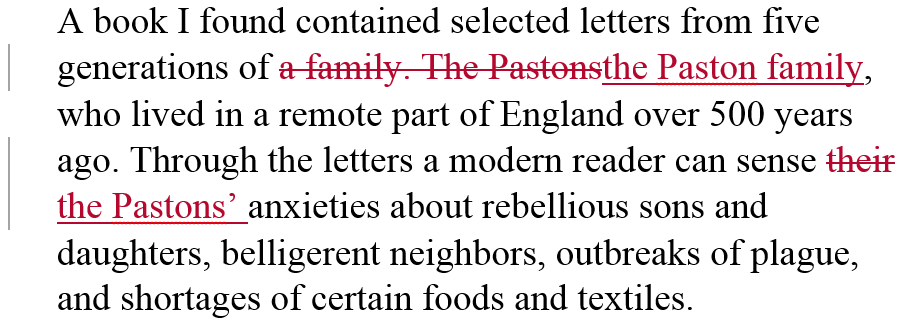 A book I found contained selected letters from five
generations of a family. The Pastonsthe Paston family,
who lived in a remote part of England over 500 years
ago. Through the letters a modern reader can sense their
the Pastons’ anxieties about rebellious sons and
daughters, belligerent neighbors, outbreaks of plague,
and shortages of certain foods and textiles.